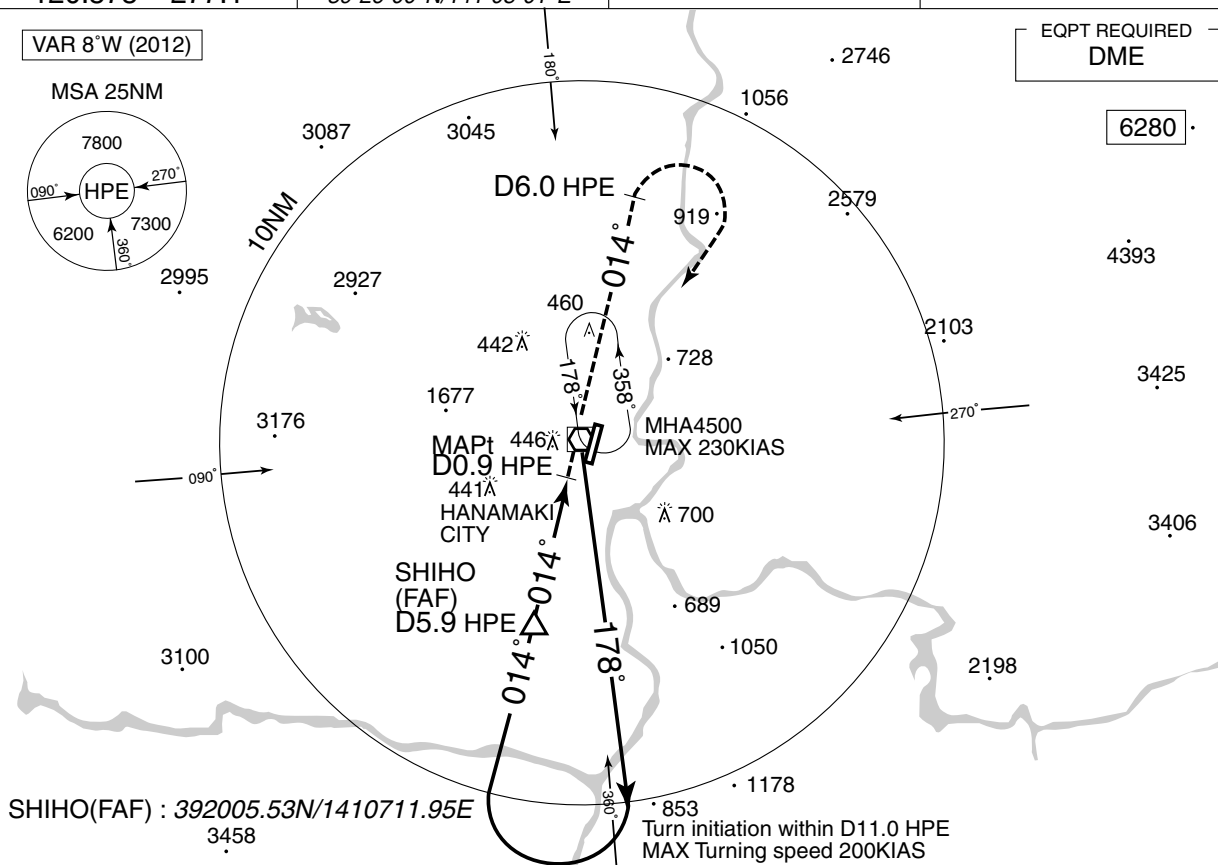 VAR 8°W (2012)
EQPT REQUIRED
DME
180°
2746
MSA 25NM
7800
090°
HPE
270°
6200
7300
360°
3087
3045
1056
6280
10NM
D6.0 HPE
919
2579
014°
4393
2995
2927
460
442
728
2103
178°
358°
3425
1677
3176
446
MHA4500
MAX 230KIAS
270°
MAPt
D0.9 HPE
090°
441
HANAMAKI
CITY
700
3406
014°
SHIHO
(FAF)
D5.9 HPE
689
178°
1050
014°
3100
2198
1178
853
360°
SHIHO(FAF) : 392005.53N/1410711.95E
3458
Turn initiation within D11.0 HPE
MAX Turning speed 200KIAS